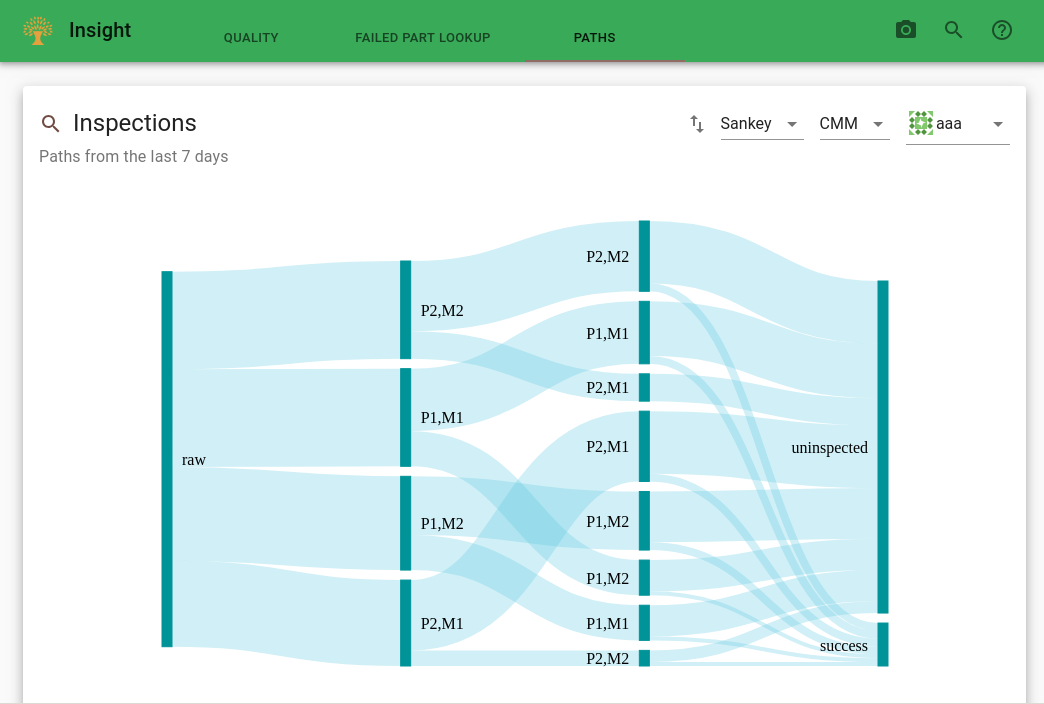 Insight
QUALITY
FAILED PART LOOKUP
PATHS
Inspections
Sankey
CMM
aaa
Paths from the last 7 days
raw
P2,M2
P1,M1
P1,M2
P2,M1
P2,M2
P1,M1
P2,M1
P2,M1
P1,M2
P1,M2
P1,M1
P2,M2
uninspected
success